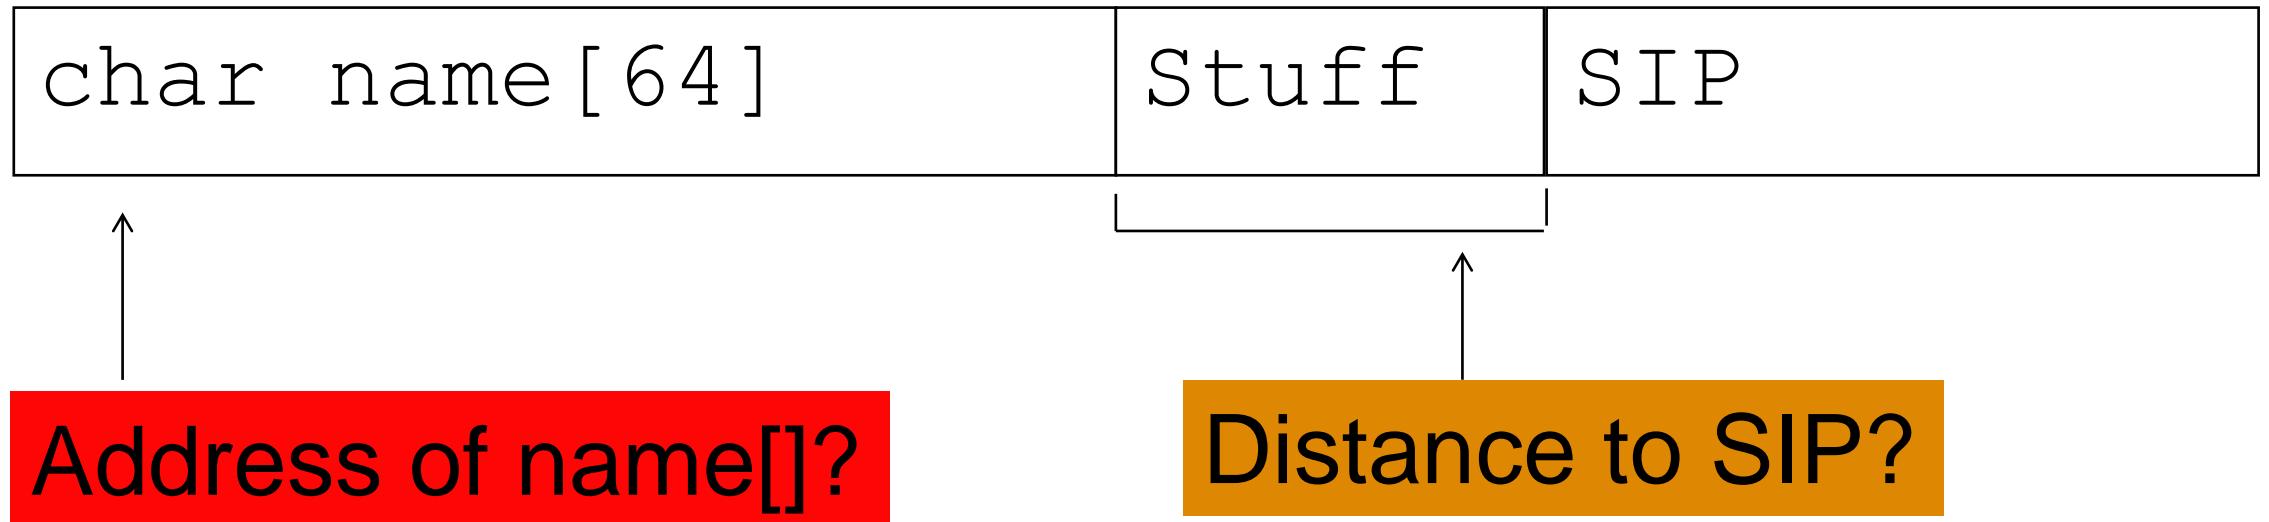 char name[64] Stuff SIP
Address of name[]? Distance to SIP?